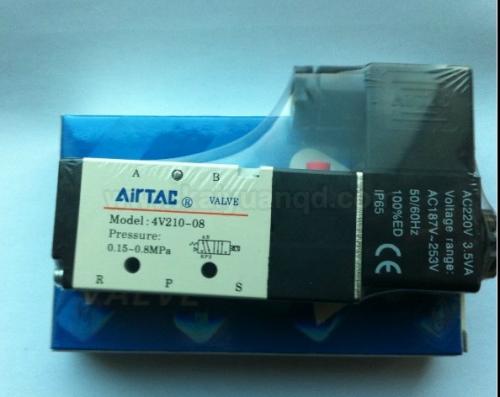 A B
AirTAC ® VALVE
Model: 4V210-08
Pressure:
0.15~0.8MPa
R P S
AC220V 3.5VA
Voltage range:
AC187V~253V
50/60Hz
100%ED
IP65
CE
VALVE